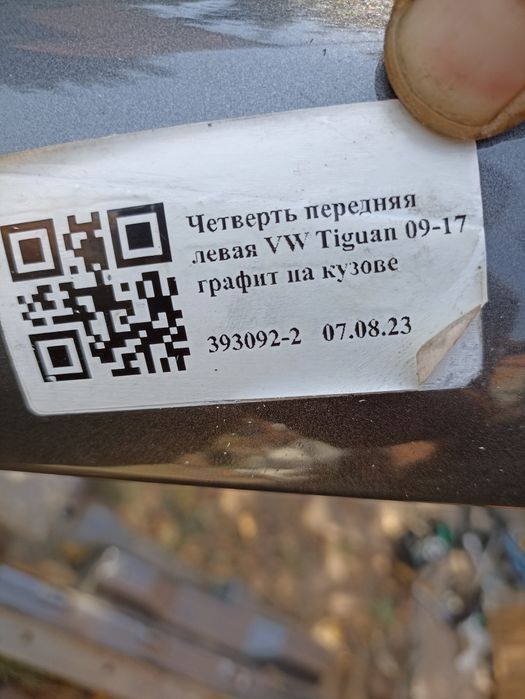 Четверть передняя
левая VW Tiguan 09-17
графит на кузове
393092-2 07.08.23